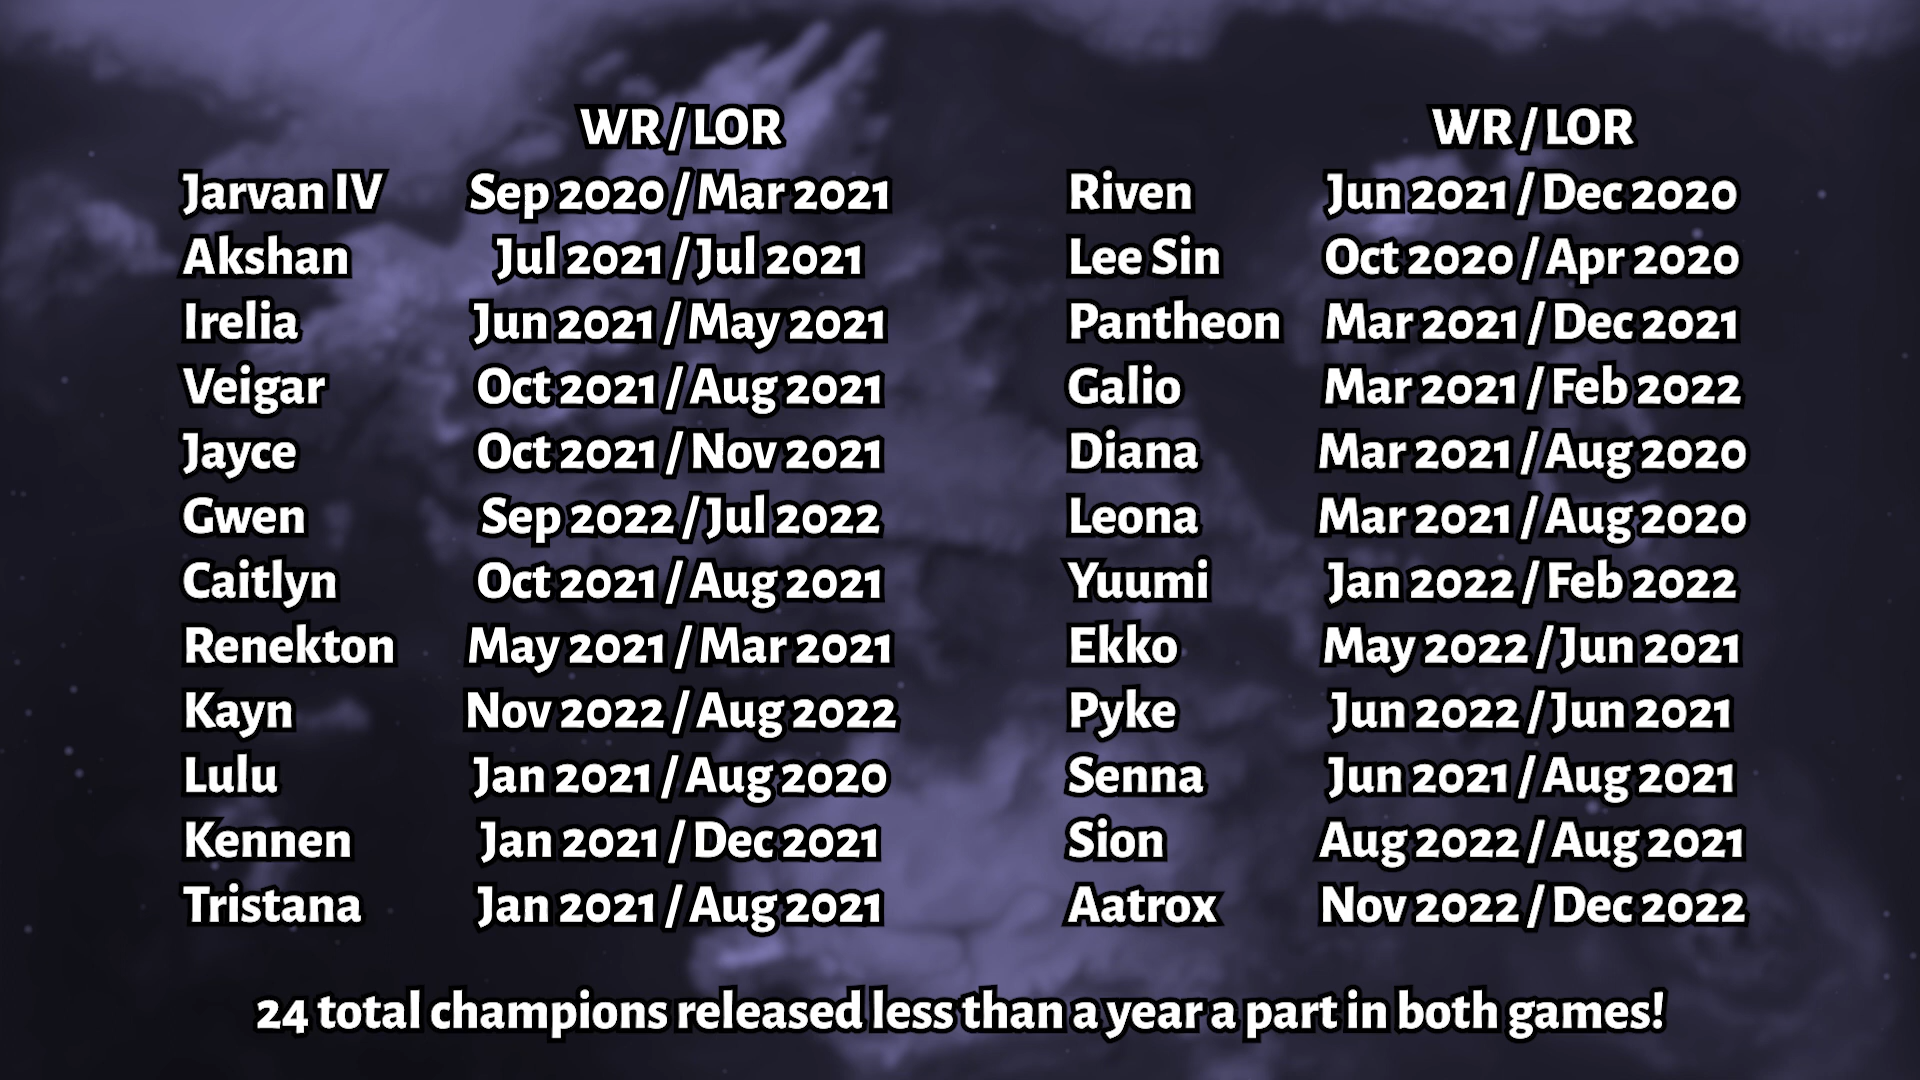 WR / LOR
Jarvan IV Sep 2020 / Mar 2021
Akshan Jul 2021 / Jul 2021
Irelia Jun 2021 / May 2021
Veigar Oct 2021 / Aug 2021
Jayce Oct 2021 / Nov 2021
Gwen Sep 2022 / Jul 2022
Caitlyn Oct 2021 / Aug 2021
Renekton May 2021 / Mar 2021
Kayn Nov 2022 / Aug 2022
Lulu Jan 2021 / Aug 2020
Kennen Jan 2021 / Dec 2021
Tristana Jan 2021 / Aug 2021
WR / LOR
Riven Jun 2021 / Dec 2020
Lee Sin Oct 2020 / Apr 2020
Pantheon Mar 2021 / Dec 2021
Galio Mar 2021 / Feb 2022
Diana Mar 2021 / Aug 2020
Leona Mar 2021 / Aug 2020
Yuumi Jan 2022 / Feb 2022
Ekko May 2022 / Jun 2021
Pyke Jun 2022 / Jun 2021
Senna Jun 2021 / Aug 2021
Sion Aug 2022 / Aug 2021
Aatrox Nov 2022 / Dec 2022
24 total champions released less than a year a part in both games!